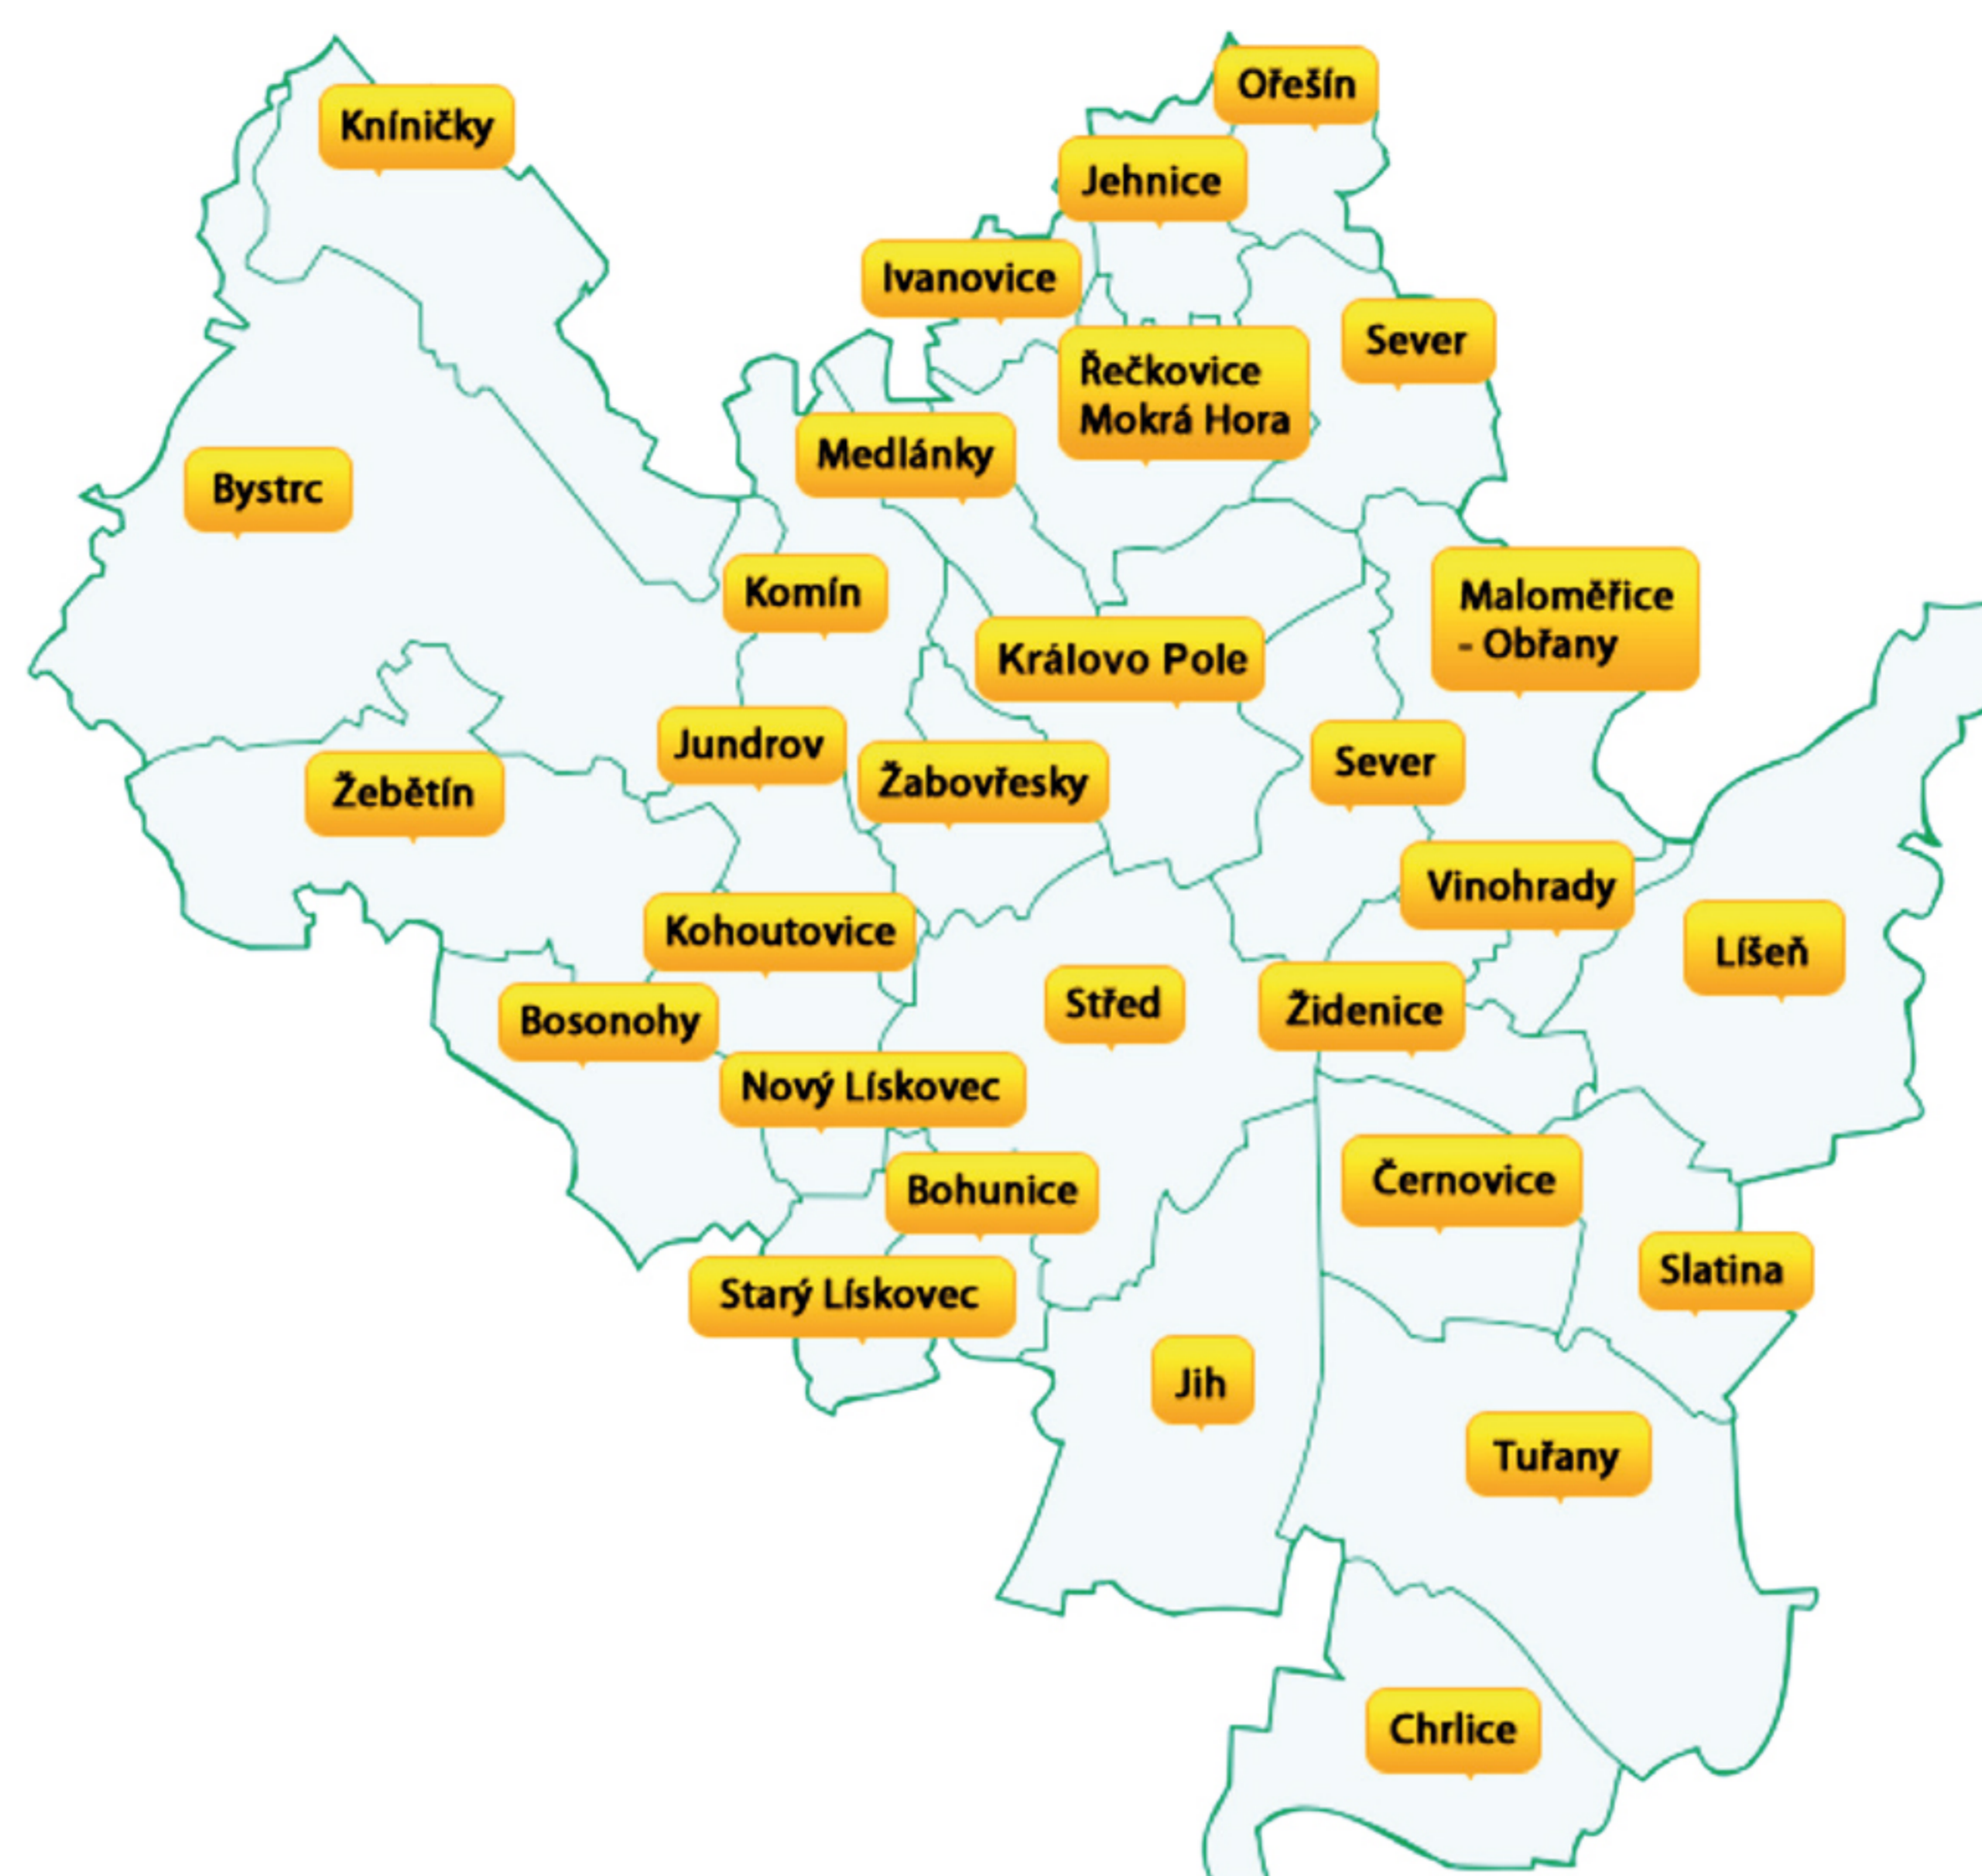 Ořešín
Kníničky
Jehnice
Ivanovice
Sever
Řečkovice
Mokrá Hora
Medlánky
Bystrc
Komín
Maloměřice
- Obřany
Královo Pole
Jundrov
Sever
Žabovřesky
Žebětín
Vinohrady
Kohoutovice
Líšeň
Střed
Židenice
Bosonohy
Nový Lískovec
Černovice
Bohunice
Slatina
Starý Lískovec
Jih
Tuřany
Chrlice